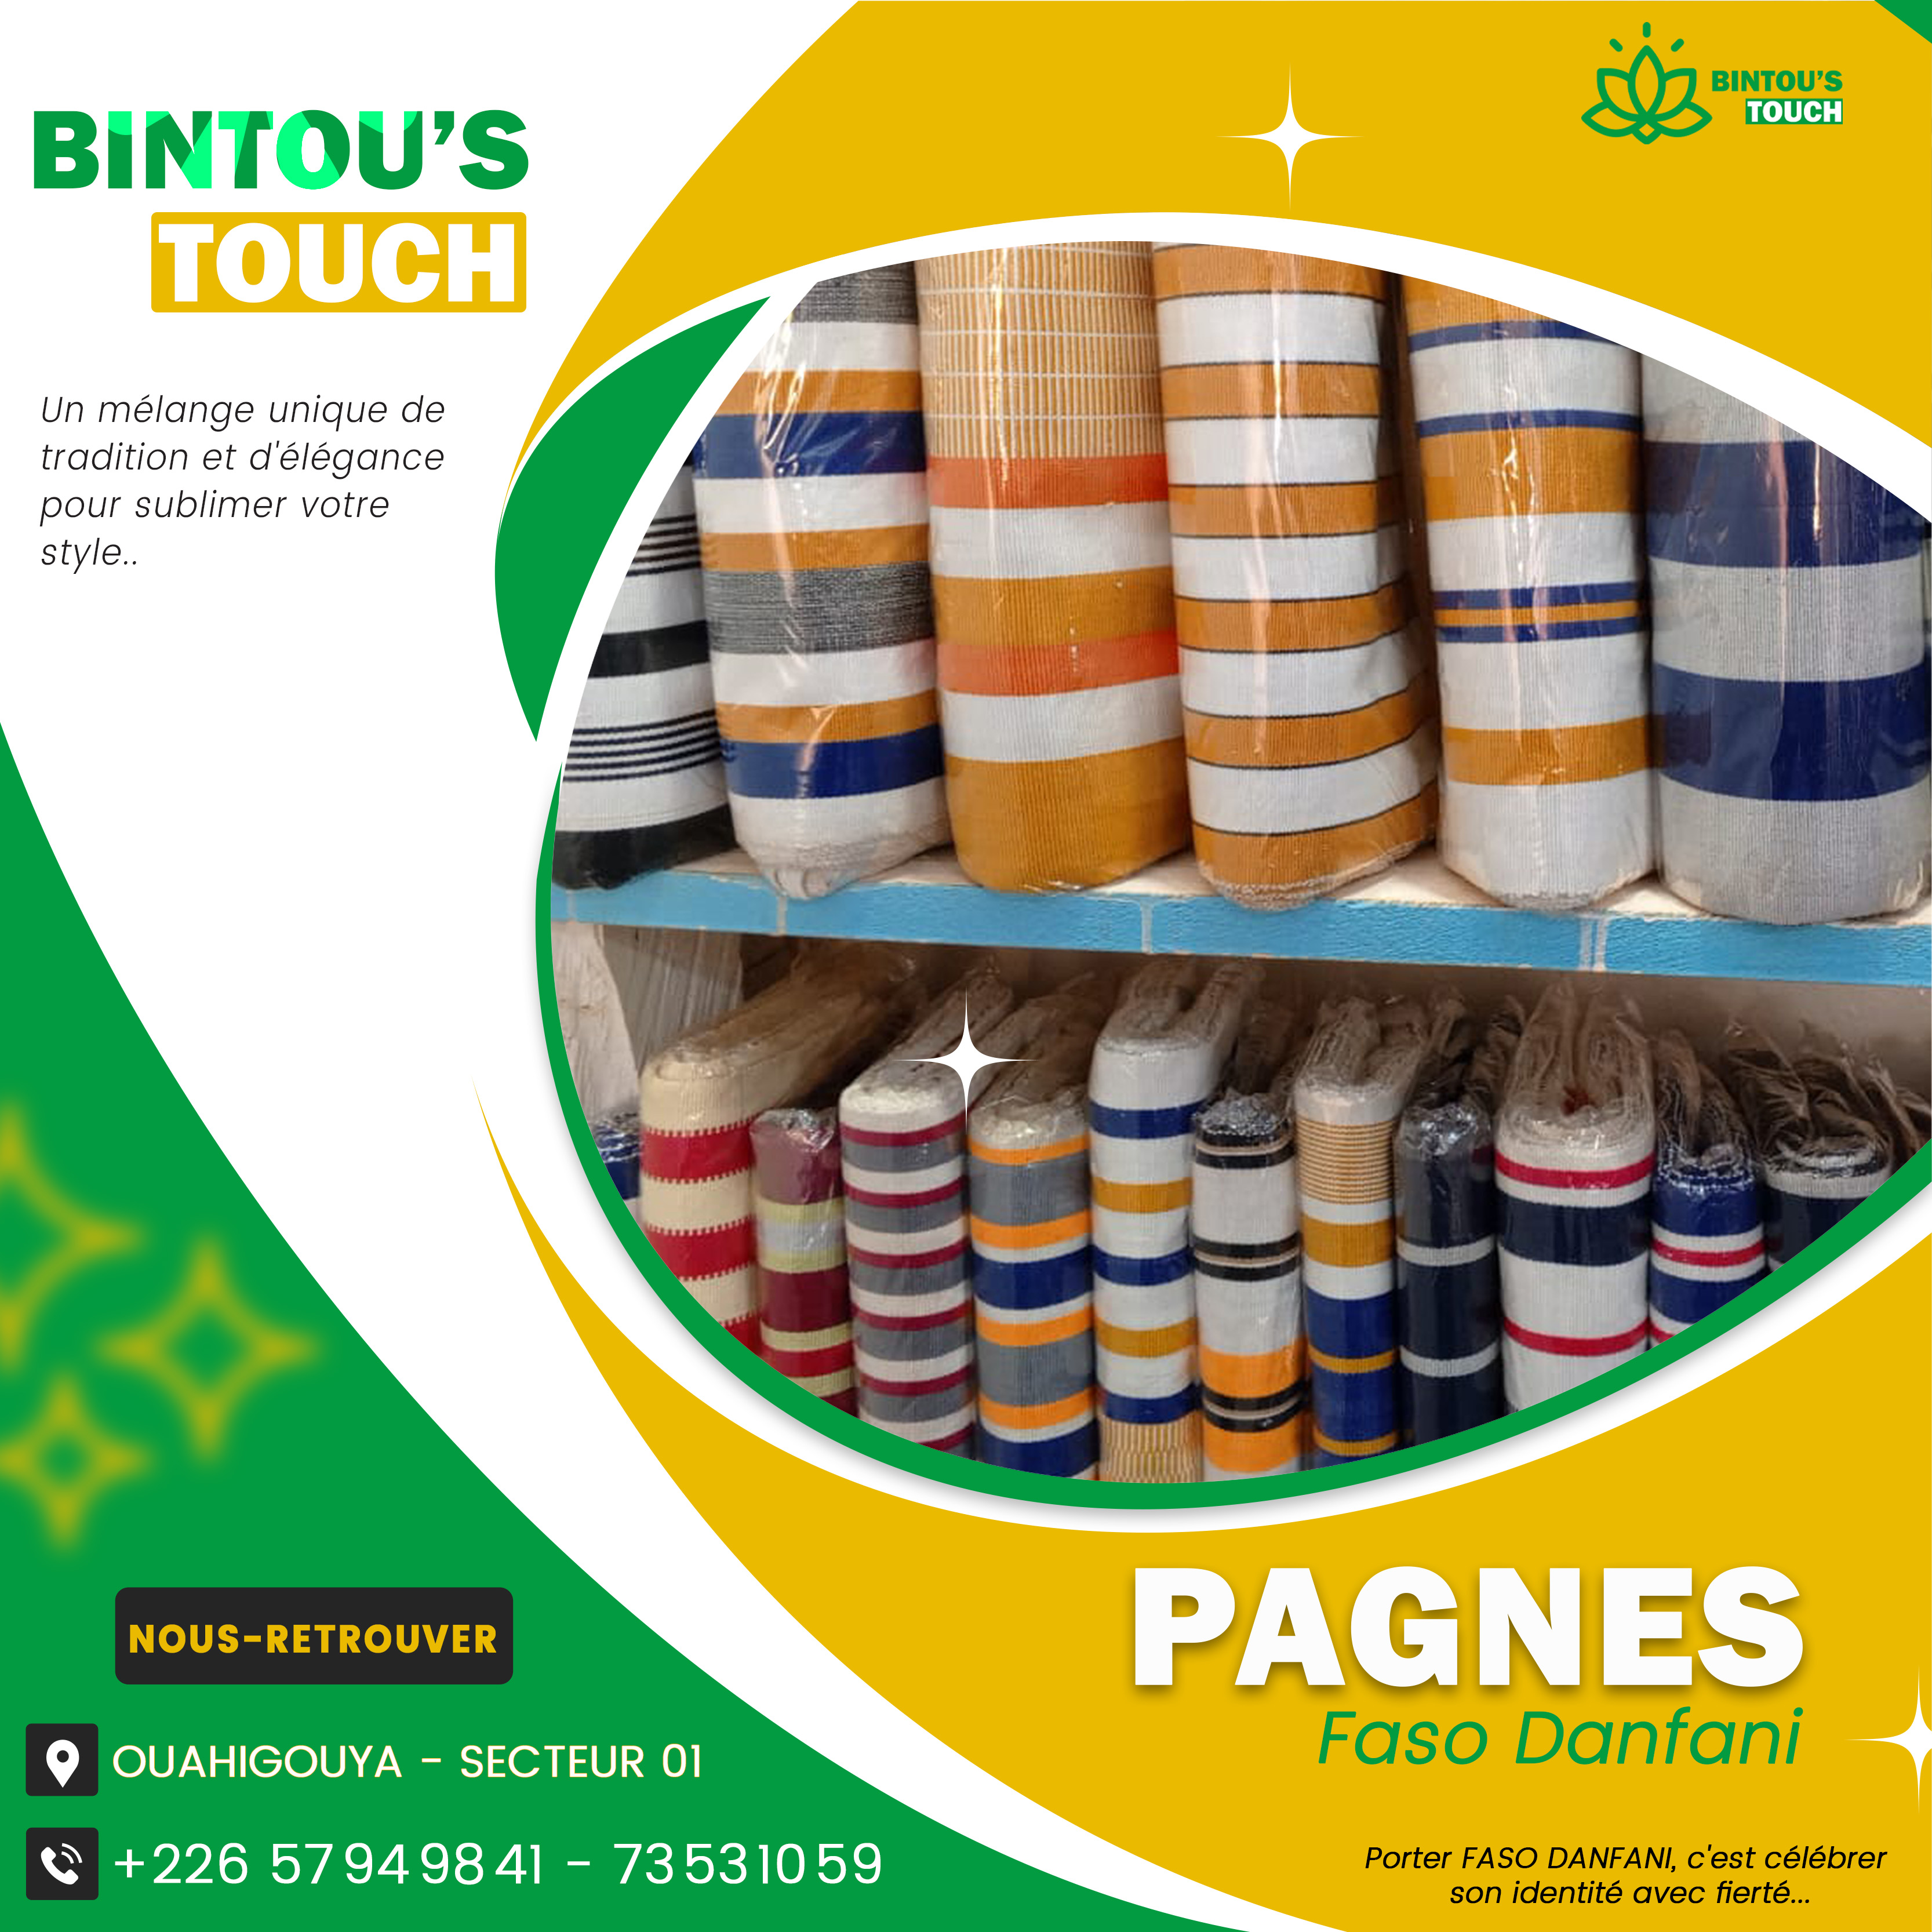 BINTOU'S
TOUCH
BINTOU'S
TOUCH
Un mélange unique de
tradition et d'élégance
pour sublimer votre
style..
NOUS-RETROUVER
OUAHIGOUYA - SECTEUR 01
+226 57 94 98 41 - 73 53 10 59
PAGNES
Faso Danfani
Porter FASO DANFANI, c'est célébrer
son identité avec fierté...